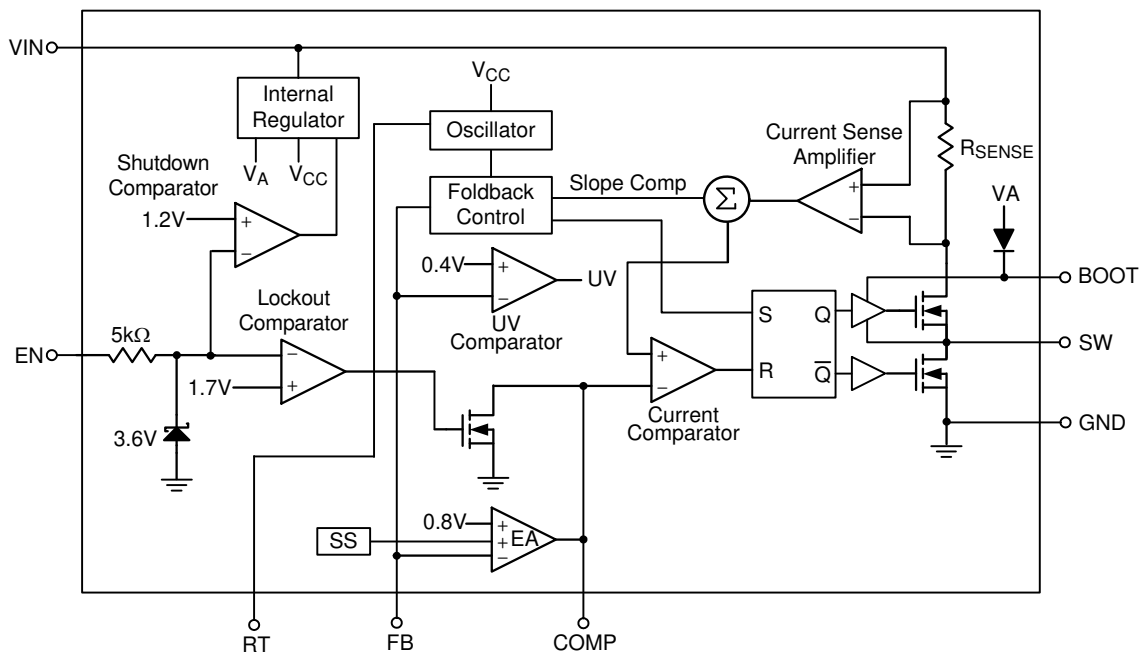 VIN
Internal
Regulator
VA
VCC
Shutdown
Comparator
1.2V
+
−
VCC
Oscillator
Foldback
Control
Slope Comp
Σ
Current Sense
Amplifier
+
−
RSENSE
VA
BOOT
0.4V
+
−
UV
UV
Comparator
Lockout
Comparator
5kΩ
EN
−
1.7V
+
3.6V
S
Q
R
Q̅
SW
+
−
Current
Comparator
GND
SS
0.8V
+
+
−
EA
RT
FB
COMP